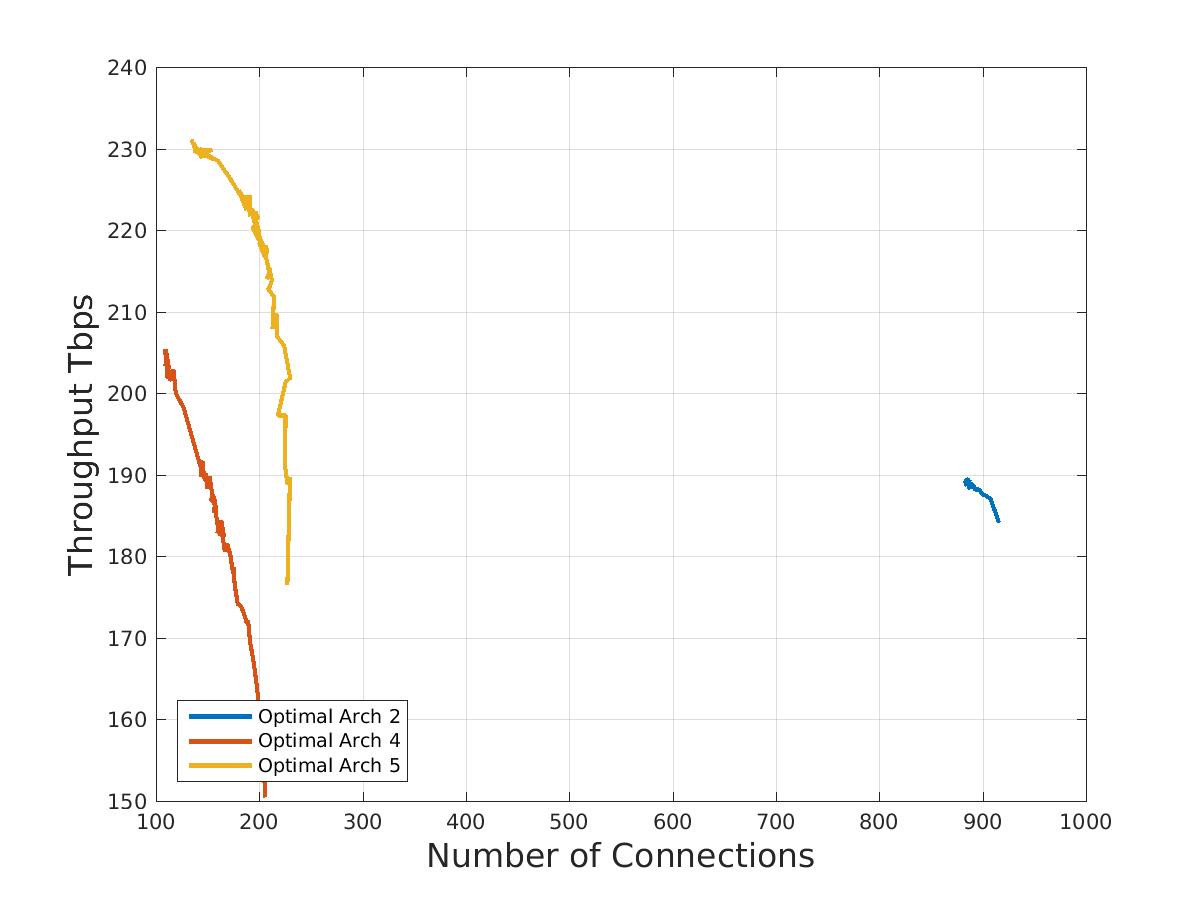 240
230
220
210
200
190
180
170
160
150
Throughput Tbps
Optimal Arch 2
Optimal Arch 4
Optimal Arch 5
100 200 300 400 500 600 700 800 900 1000
Number of Connections